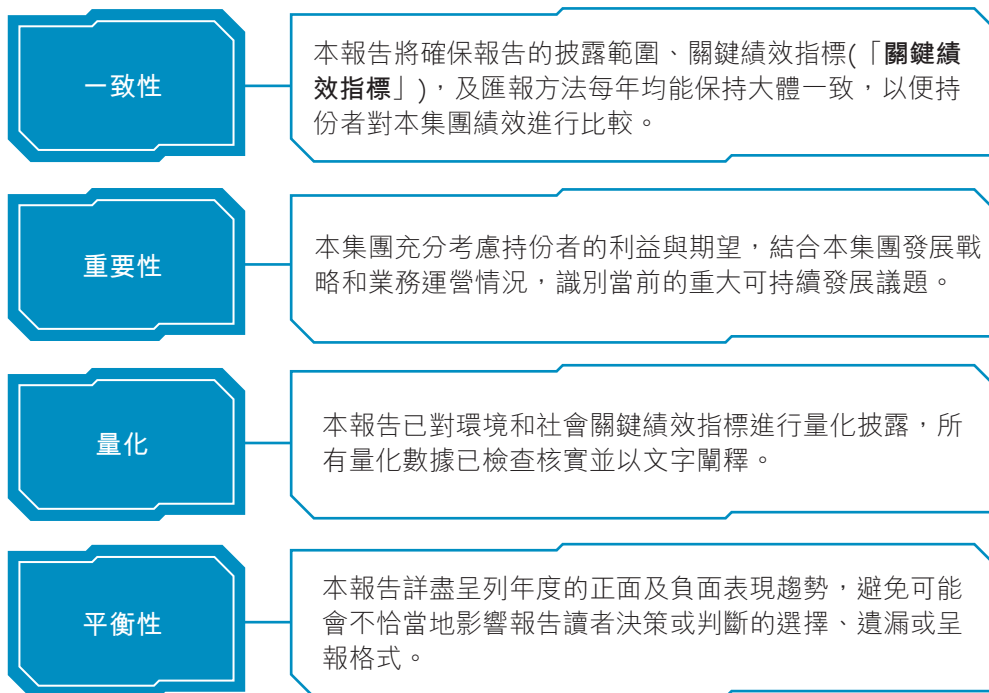 一致性
本報告將確保報告的披露範圍、關鍵績效指標(「關鍵績
效指標」)，及匯報方法每年均能保持大體一致，以便持
份者對本集團績效進行比較。
重要性
本集團充分考慮持份者的利益與期望，結合本集團發展戰
略和業務運營情況，識別當前的重大可持續發展議題。
量化
本報告已對環境和社會關鍵績效指標進行量化披露，所
有量化數據已檢查核實並以文字闡釋。
平衡性
本報告詳盡呈列年度的正面及負面表現趨勢，避免可能
會不恰當地影響報告讀者決策或判斷的選擇、遺漏或呈
報格式。